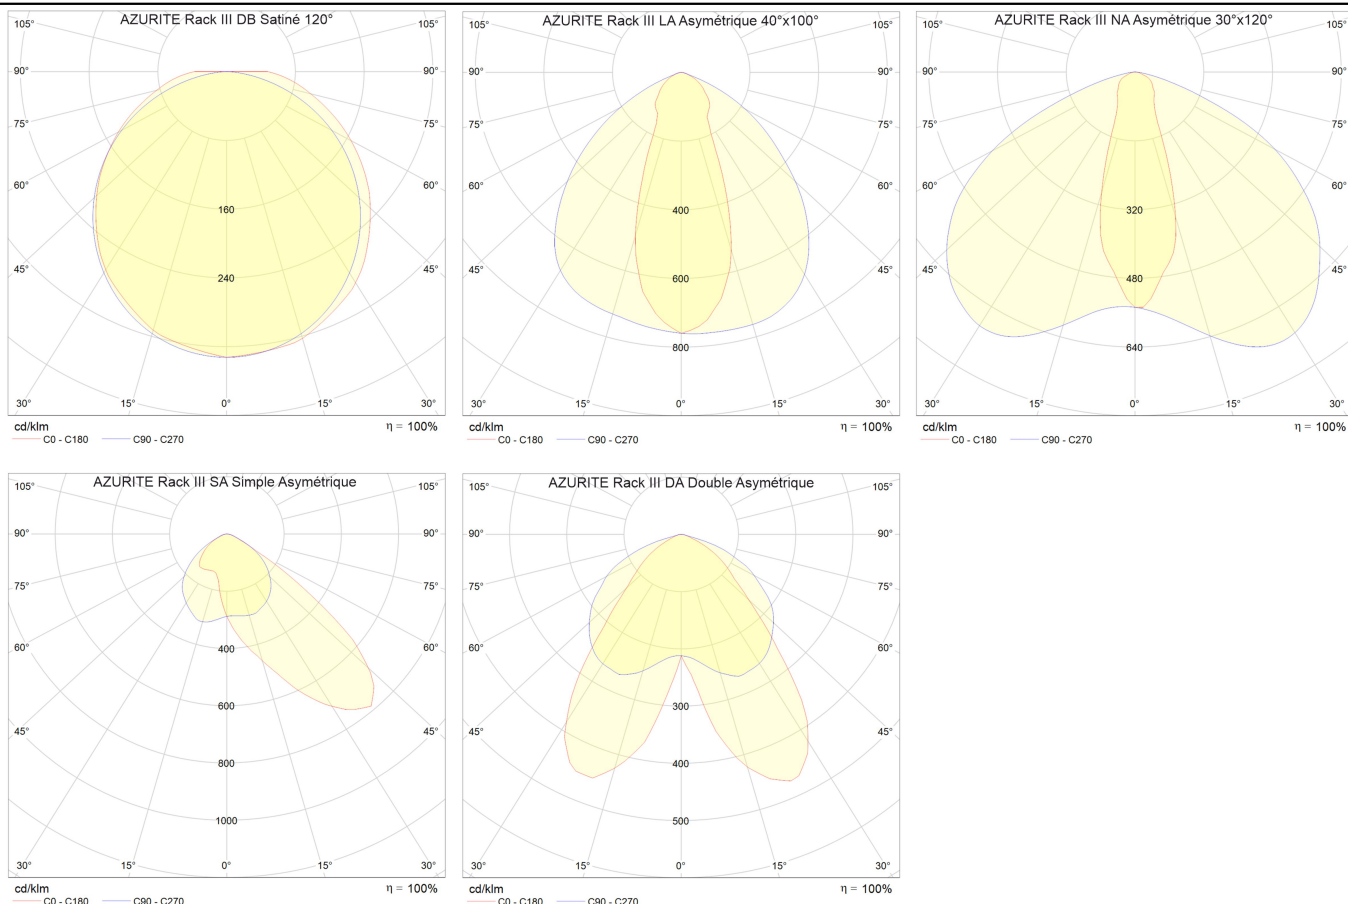 AZURITE Rack III DB Satiné 120°
105° 105°
90° 90°
75° 75°
60° 60°
160
45° 45°
240
30° 15° 0° 15° 30°
cd/klm η = 100%
C0 - C180 C90 - C270
AZURITE Rack III LA Asymétrique 40°x100°
105° 105°
90° 90°
75° 75°
60° 60°
400
45° 45°
600
800
30° 15° 0° 15° 30°
cd/klm η = 100%
C0 - C180 C90 - C270
AZURITE Rack III NA Asymétrique 30°x120°
105° 105°
90° 90°
75° 75°
60° 60°
320
45° 45°
480
640
30° 15° 0° 15° 30°
cd/klm η = 100%
C0 - C180 C90 - C270
AZURITE Rack III SA Simple Asymétrique
105° 105°
90° 90°
75° 75°
60° 60°
400
600
45° 45°
800
1000
30° 15° 0° 15° 30°
cd/klm η = 100%
C0 - C180 C90 - C270
AZURITE Rack III DA Double Asymétrique
105° 105°
90° 90°
75° 75°
60° 60°
300
45° 45°
400
500
30° 15° 0° 15° 30°
cd/klm η = 100%
C0 - C180 C90 - C270